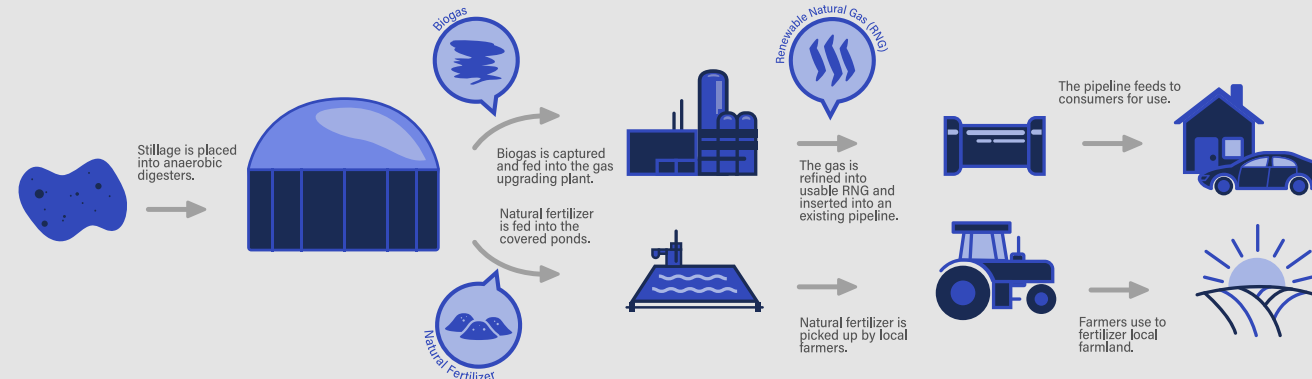 Stillage is placed
into anaerobic
digesters.
Biogas
Biogas is captured
and fed into the gas
upgrading plant.
Natural fertilizer
is fed into the
covered ponds.
Natural Fertilizer
Renewable Natural Gas (RNG)
The gas is
refined into
usable RNG and
inserted into an
existing pipeline.
Natural fertilizer is
picked up by local
farmers.
The pipeline feeds to
consumers for use.
Farmers use to
fertilizer local
farmland.